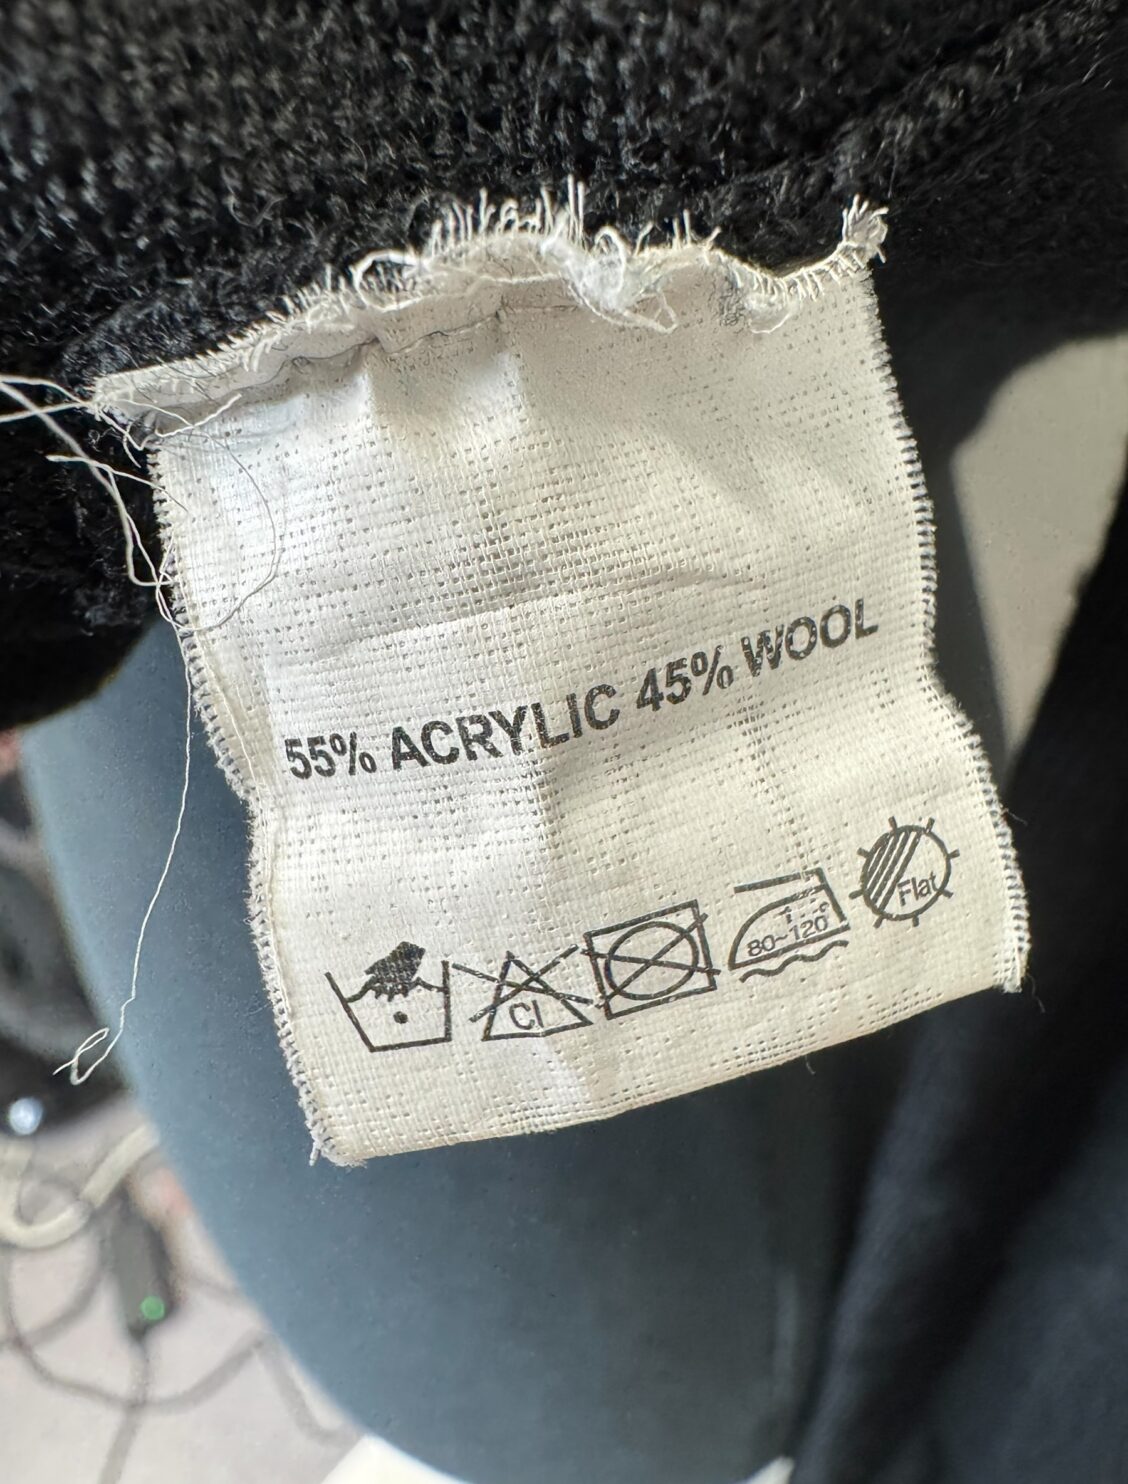 55% ACRYLIC 45% WOOL
Cl
80~120°
Flat